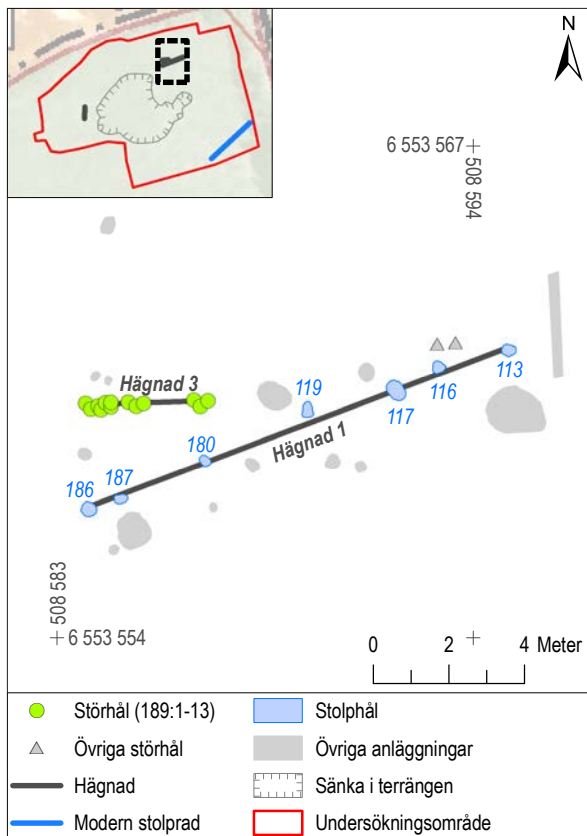 N
6 553 567
508 594
Hägnad 3
119
113
116
117
Hägnad 1
180
187
186
508 583
6 553 554
0 2 4 Meter
Störhål (189:1-13) Stolphål
Övriga störhål Övriga anläggningar
Hägnad Sänka i terrängen
Modern stolprad Undersökningsområde